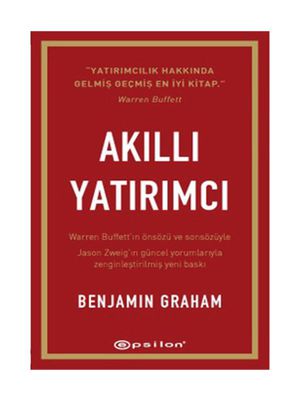 "YATIRIMCILIK HAKKINDA
GELMİŞ GEÇMİŞ EN İYİ KİTAP."
Warren Buffett
AKILLI
YATIRIMCI
Warren Buffett'ın önsözü ve sonsözüyle
Jason Zweig'ın güncel yorumlarıyla
zenginleştirilmiş yeni baskı
BENJAMIN GRAHAM
epsilon